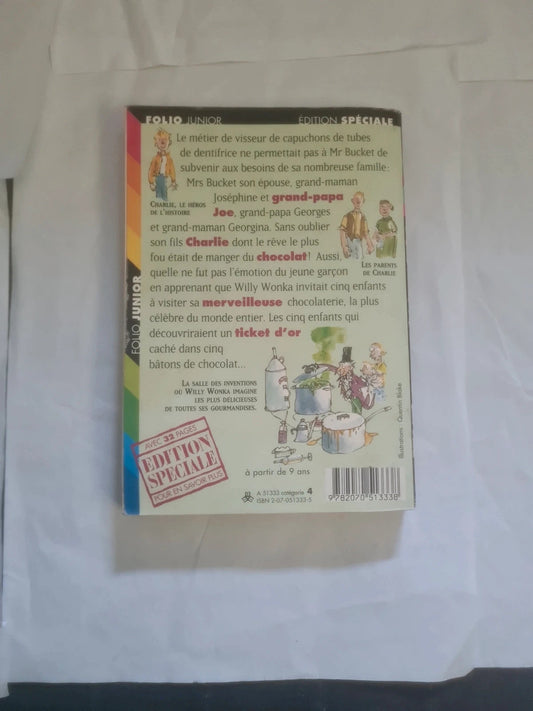 FOLIO JUNIOR
ÉDITION SPÉCIALE
Le métier de visseur de capuchons de tubes
de dentifrice ne permettait pas à Mr Bucket de
subvenir aux besoins de sa nombreuse famille:
Mrs Bucket son épouse, grand-maman
Joséphine et grand-papa
Joe, grand-papa Georges
et grand-maman Georgina. Sans oublier
son fils Charlie dont le rêve le plus
fou était de manger du chocolat! Aussi,
quelle ne fut pas l'émotion du jeune garçon
en apprenant que Willy Wonka invitait cinq enfants
à visiter sa merveilleuse chocolaterie, la plus
célèbre du monde entier. Les cinq enfants qui
découvriraient un ticket d'or
caché dans cinq
bâtons de chocolat...
CHARLIE, LE HÉROS
DE L'HISTOIRE
LES PARENTS
DE CHARLIE
FOLIO JUNIOR
LA SALLE DES INVENTIONS
OÙ WILLY WONKA IMAGINE
LES PLUS DÉLICIEUSES
DE TOUTES SES GOURMANDISES.
Illustrations : Quentin Blake
AVEC 32 PAGES
EDITION
SPECIALE
POUR EN SAVOIR PLUS
à partir de 9 ans
A 51333 catégorie 4
ISBN 2-07-051333-5
9782070513338